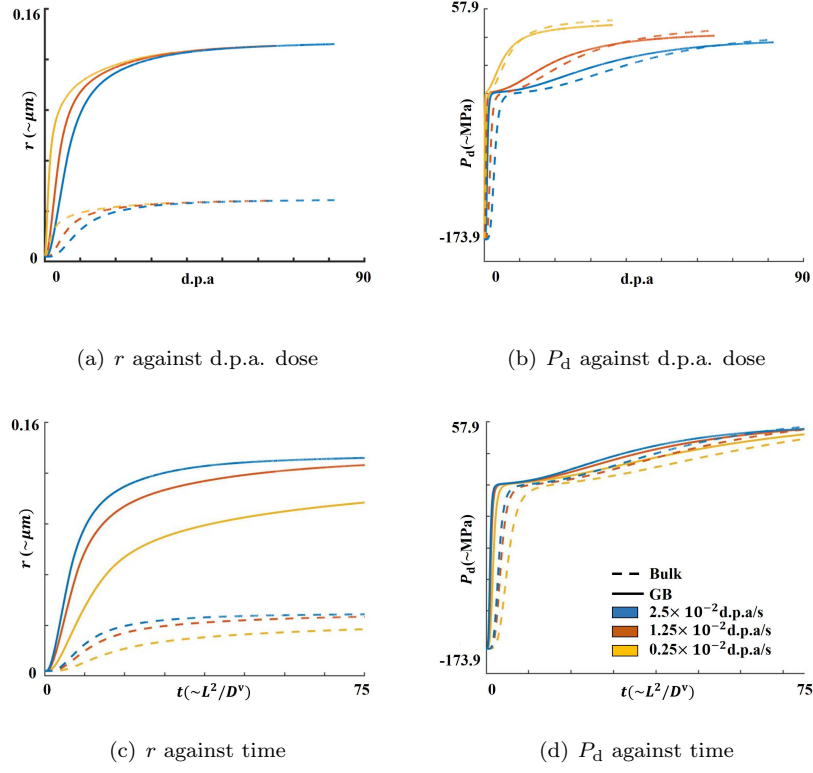 0.16
r (~μm)
0
0
d.p.a
90
(a) r against d.p.a. dose
57.9
P_d(~MPa)
-173.9
0
d.p.a
90
(b) P_d against d.p.a. dose
0.16
r (~μm)
0
0
t(~L²/Dᵛ)
75
(c) r against time
57.9
P_d(~MPa)
-173.9
0
t(~L²/Dᵛ)
75
Bulk
GB
2.5× 10⁻²d.p.a/s
1.25× 10⁻²d.p.a/s
0.25× 10⁻²d.p.a/s
(d) P_d against time